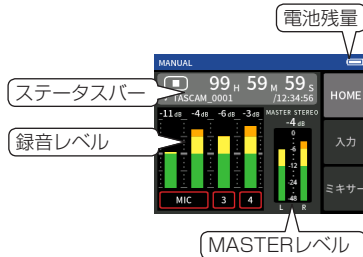 電池残量
MANUAL
ステータスバー
99 H 59 M 59 S
TASCAM_0001 /12:34:56
HOME
-11dB -4dB -6dB -3dB
MASTER STEREO
-4 dB
録音レベル
0
-6
-12
-24
-48
L R
入力
ミキサー
MIC 3 4
MASTERレベル